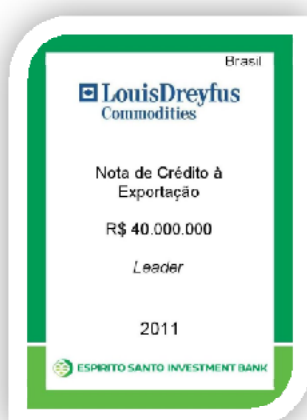 Brasil
LouisDreyfus
Commodities
Nota de Crédito à
Exportação
R$ 40.000.000
Leader
2011
ESPIRITO SANTO INVESTMENT BANK